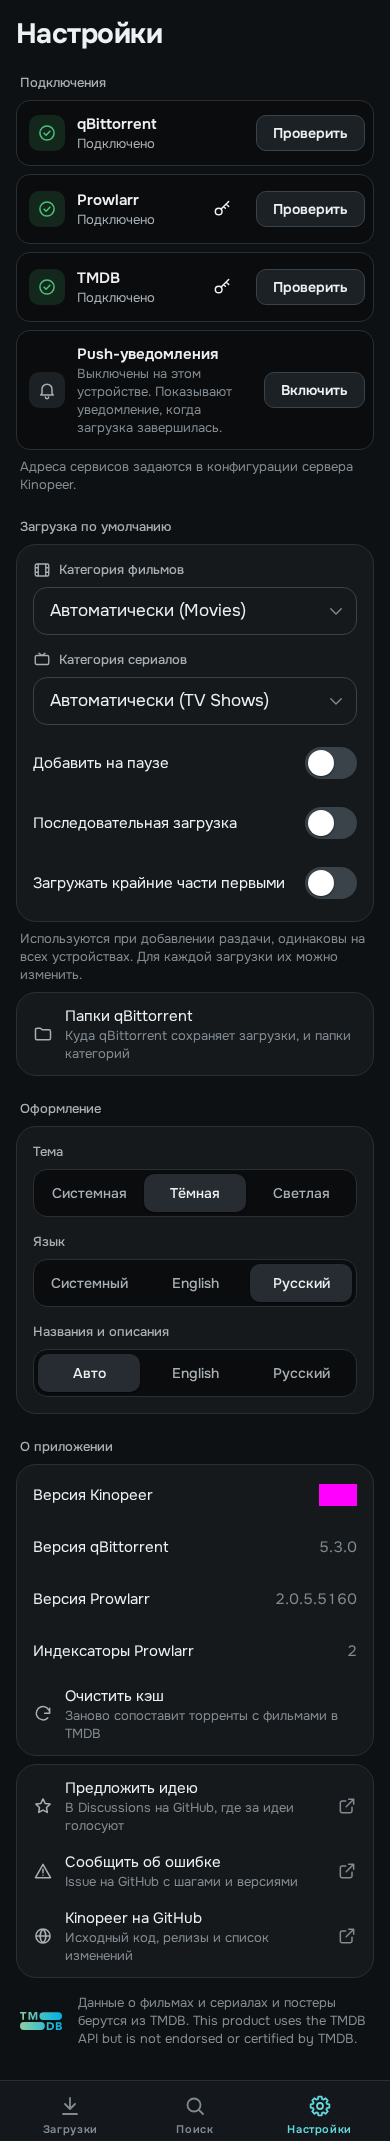 Настройки
Подключения
qBittorrent
Подключено
Проверить
Prowlarr
Подключено
Проверить
TMDB
Подключено
Проверить
Push-уведомления
Выключены на этом
устройстве. Показывают
уведомление, когда
загрузка завершилась.
Включить
Адреса сервисов задаются в конфигурации сервера
Kinopeer.
Загрузка по умолчанию
Категория фильмов
Автоматически (Movies)
Категория сериалов
Автоматически (TV Shows)
Добавить на паузе
Последовательная загрузка
Загружать крайние части первыми
Используются при добавлении раздачи, одинаковы на
всех устройствах. Для каждой загрузки их можно
изменить.
Папки qBittorrent
Куда qBittorrent сохраняет загрузки, и папки
категорий
Оформление
Тема
Системная Тёмная Светлая
Язык
Системный English Русский
Названия и описания
Авто English Русский
О приложении
Версия Kinopeer
Версия qBittorrent 5.3.0
Версия Prowlarr 2.0.5.5160
Индексаторы Prowlarr 2
Очистить кэш
Заново сопоставит торренты с фильмами в
TMDB
Предложить идею
В Discussions на GitHub, где за идеи
голосуют
Сообщить об ошибке
Issue на GitHub с шагами и версиями
Kinopeer на GitHub
Исходный код, релизы и список
изменений
TMDB
Данные о фильмах и сериалах и постеры
берутся из TMDB. This product uses the TMDB
API but is not endorsed or certified by TMDB.
Загрузки Поиск Настройки